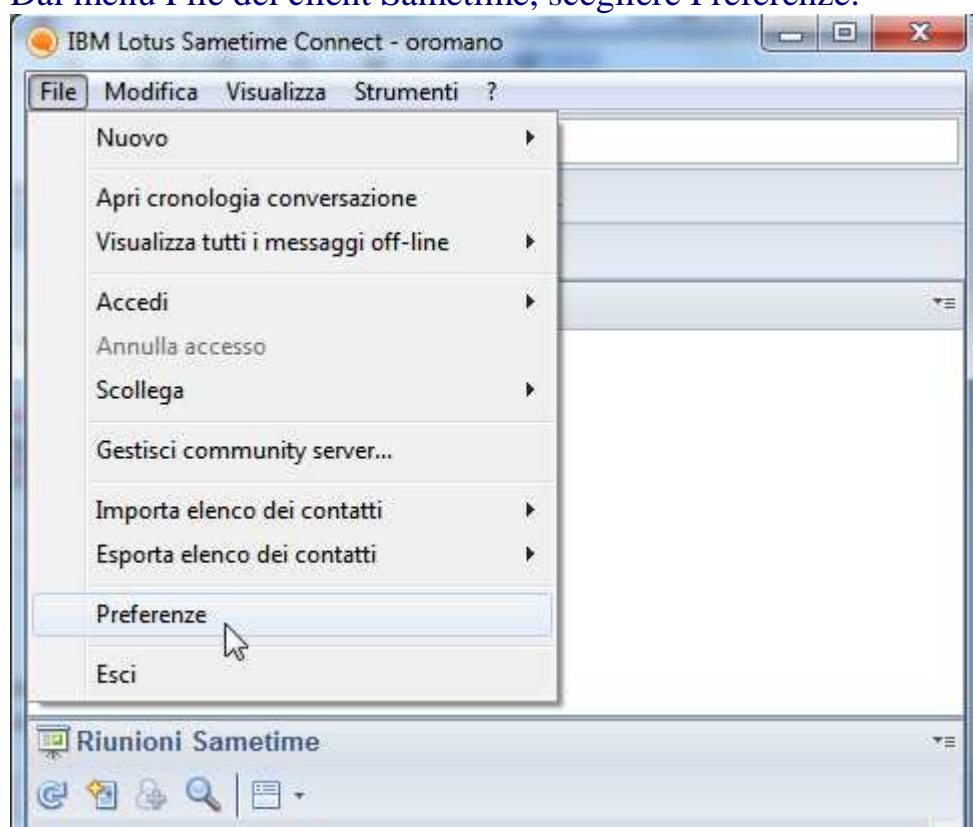 Dal menu File del client Sametime, scegliere Preferenze.
IBM Lotus Sametime Connect - oromano
File Modifica Visualizza Strumenti ?
Nuovo
Apri cronologia conversazione
Visualizza tutti i messaggi off-line
Accedi
Annulla accesso
Scollega
Gestisci community server...
Importa elenco dei contatti
Esporta elenco dei contatti
Preferenze
Esci
Riunioni Sametime